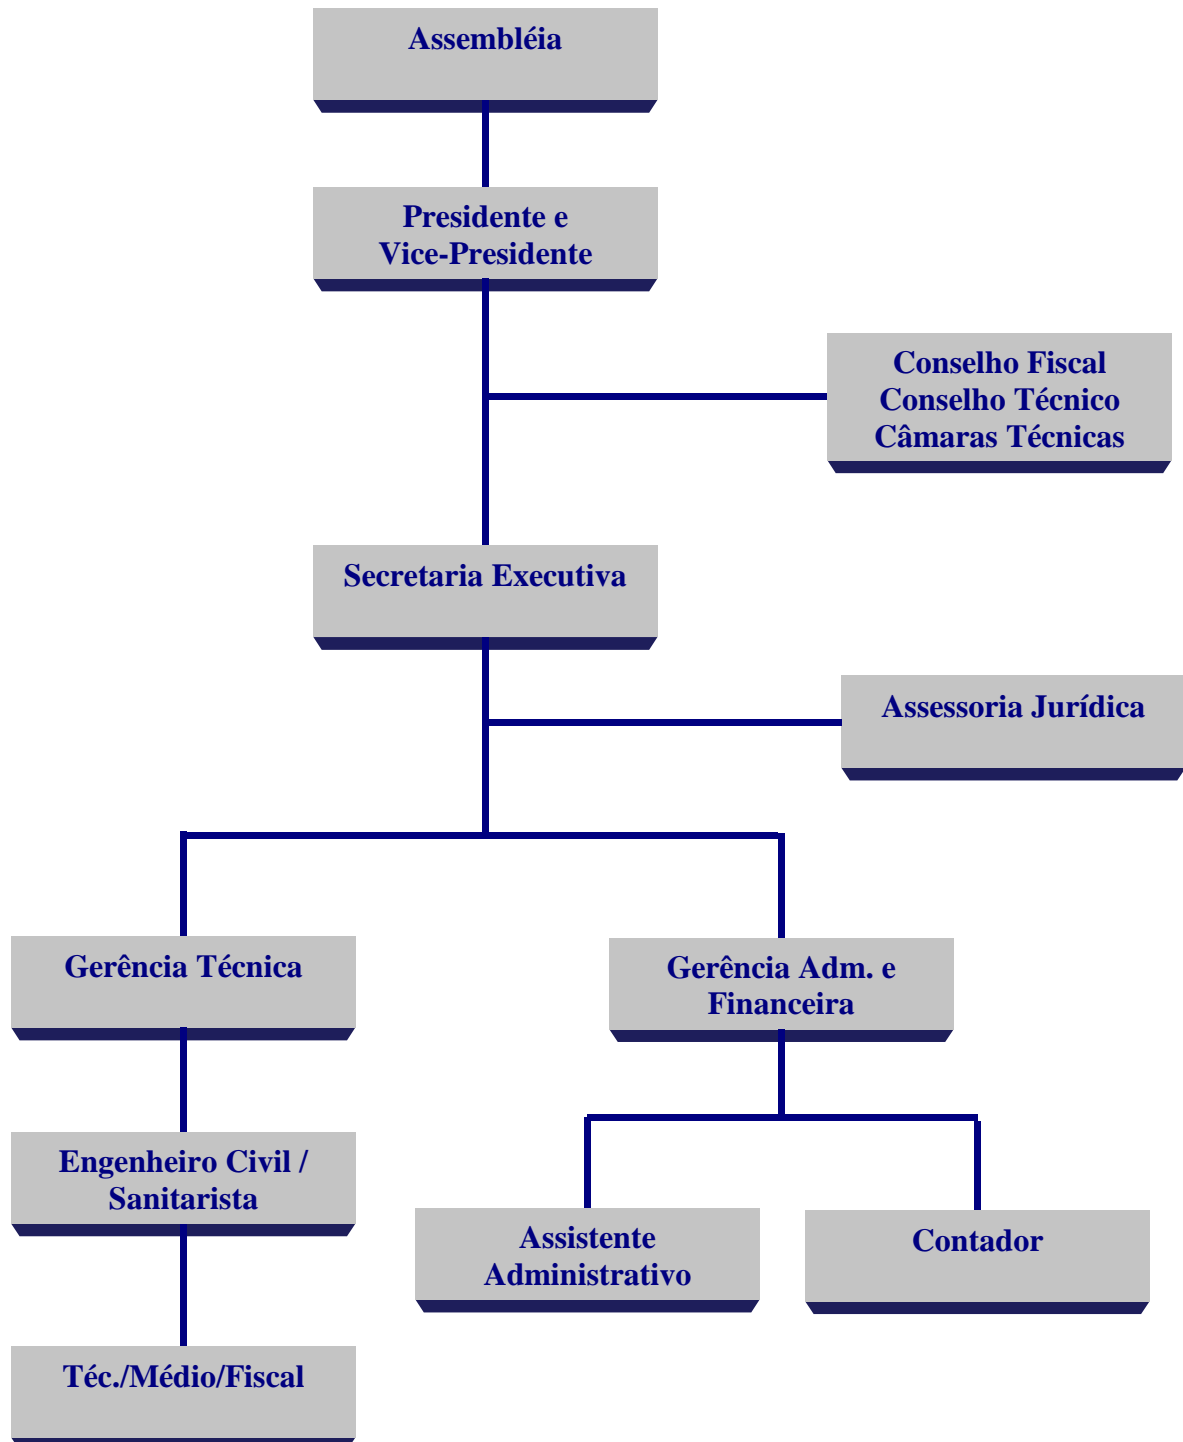 Assembléia
Presidente e
Vice-Presidente
Conselho Fiscal
Conselho Técnico
Câmaras Técnicas
Secretaria Executiva
Assessoria Jurídica
Gerência Técnica
Gerência Adm. e
Financeira
Engenheiro Civil /
Sanitarista
Assistente
Administrativo
Contador
Téc./Médio/Fiscal